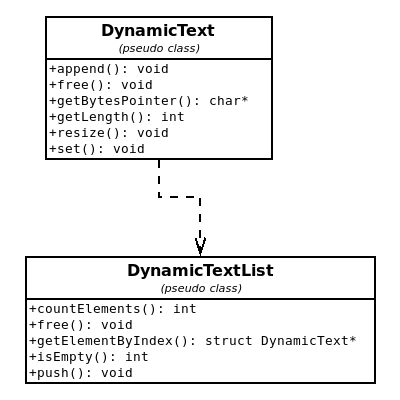 DynamicText
(pseudo class)
+append(): void
+free(): void
+getBytesPointer(): char*
+getLength(): int
+resize(): void
+set(): void
DynamicTextList
(pseudo class)
+countElements(): int
+free(): void
+getElementByIndex(): struct DynamicText*
+isEmpty(): int
+push(): void